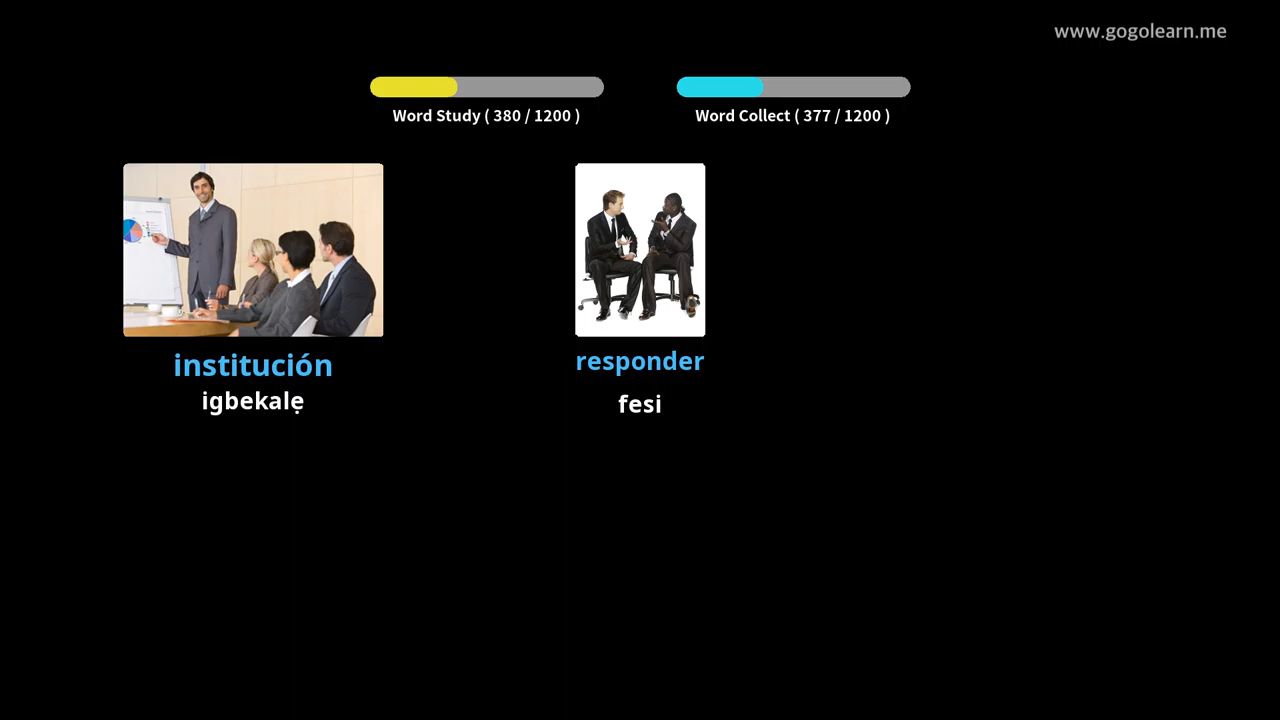 www.gogolearn.me
Word Study ( 380 / 1200 )
Word Collect ( 377 / 1200 )
institución
igbekalẹ
responder
fesi